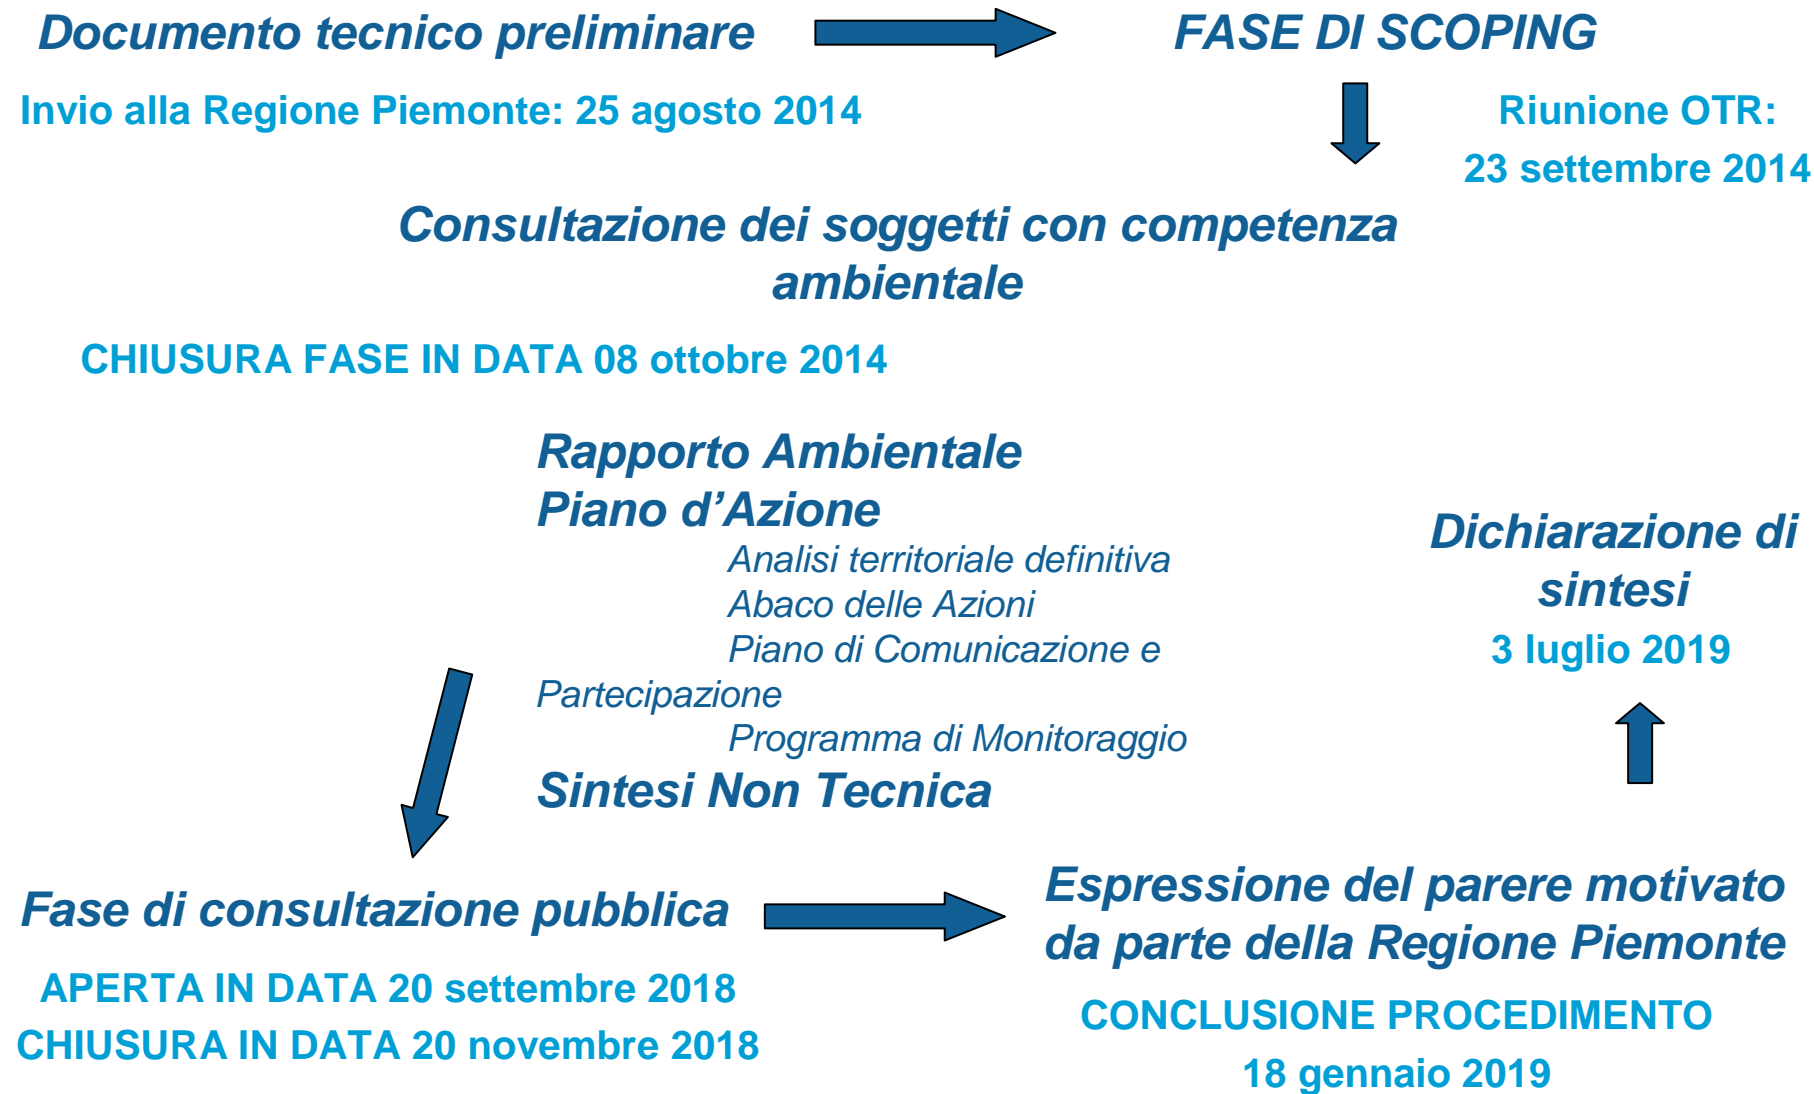 Documento tecnico preliminare
FASE DI SCOPING
Invio alla Regione Piemonte: 25 agosto 2014
Riunione OTR:
23 settembre 2014
Consultazione dei soggetti con competenza
ambientale
CHIUSURA FASE IN DATA 08 ottobre 2014
Rapporto Ambientale
Piano d’Azione
Analisi territoriale definitiva
Abaco delle Azioni
Piano di Comunicazione e
Partecipazione
Programma di Monitoraggio
Sintesi Non Tecnica
Fase di consultazione pubblica
APERTA IN DATA 20 settembre 2018
CHIUSURA IN DATA 20 novembre 2018
Espressione del parere motivato
da parte della Regione Piemonte
CONCLUSIONE PROCEDIMENTO
18 gennaio 2019
Dichiarazione di
sintesi
3 luglio 2019